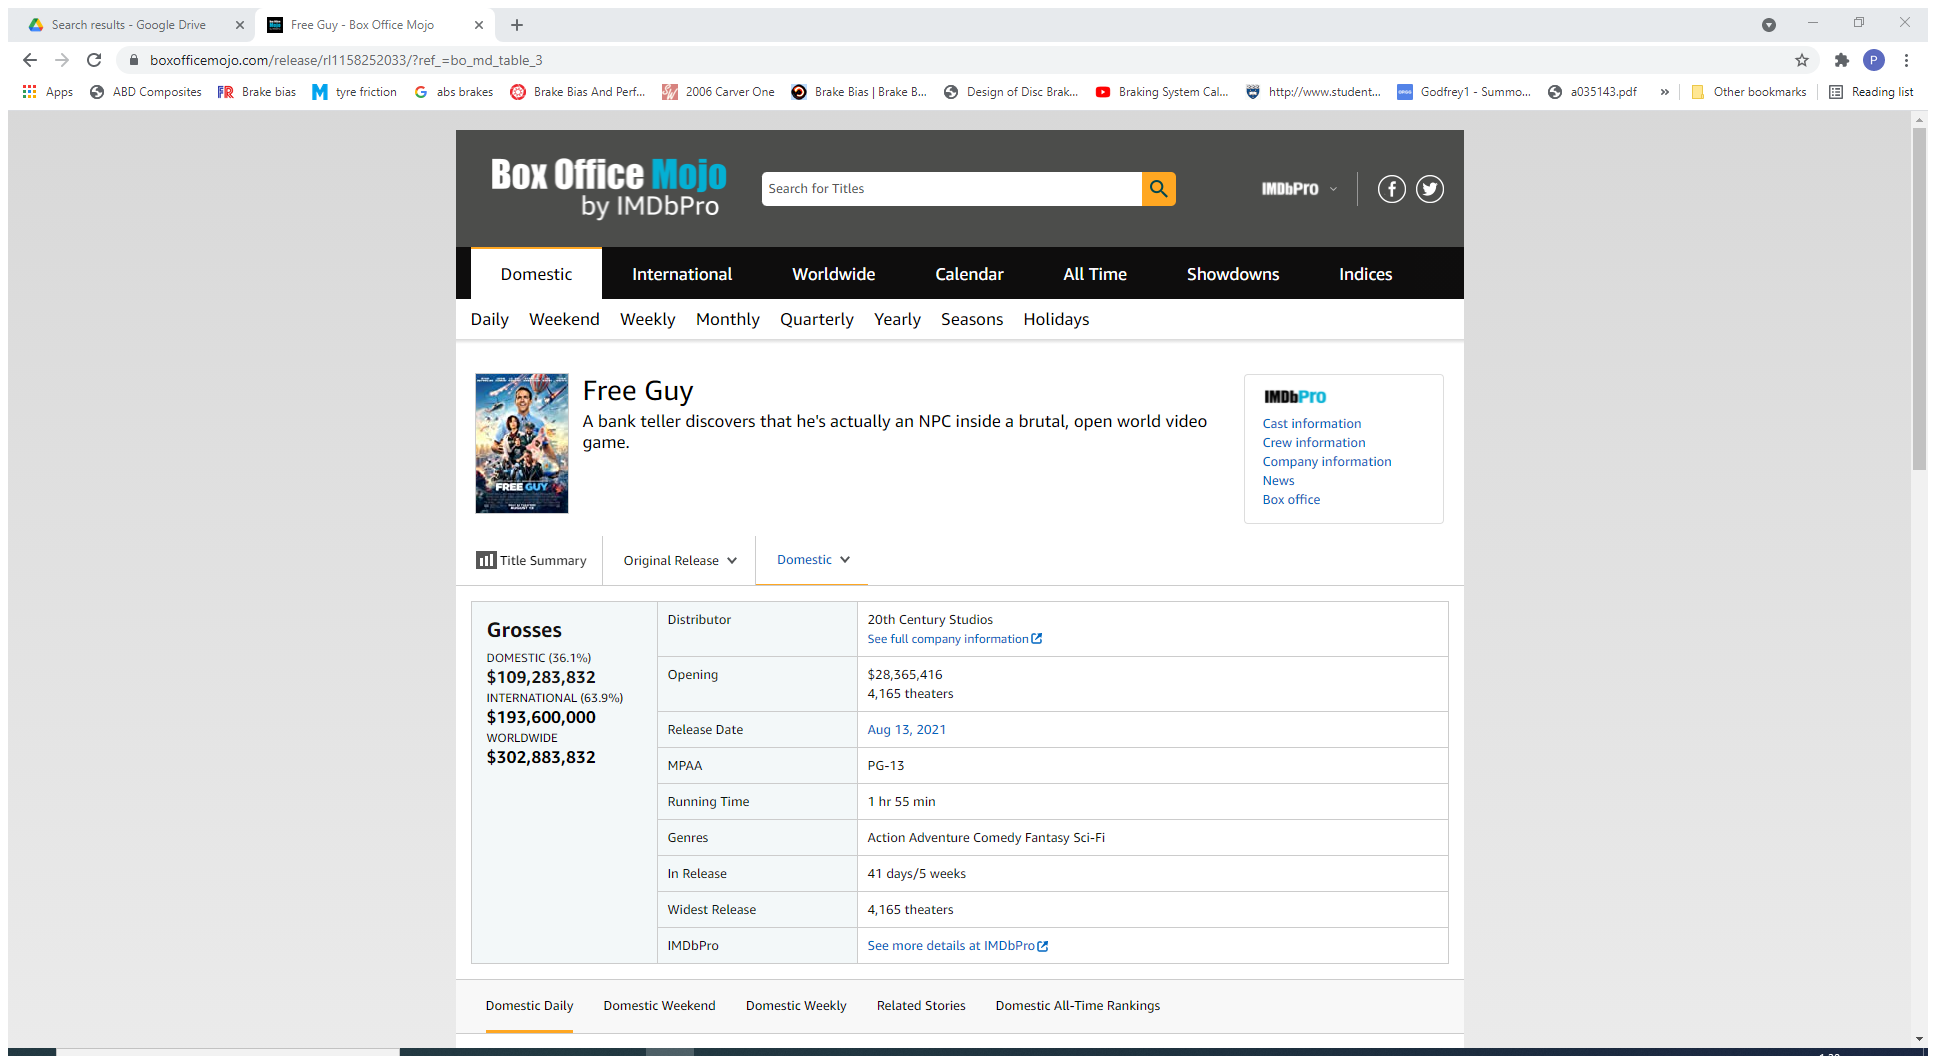 Search results - Google Drive
Free Guy - Box Office Mojo
boxofficemojo.com/release/rl1158252033/?ref_=bo_md_table_3
P
Apps
ABD Composites
Brake bias
tyre friction
abs brakes
Brake Bias And Perf...
2006 Carver One
Brake Bias | Brake B...
Design of Disc Brak...
Braking System Cal...
http://www.student...
Godfrey1 - Summo...
a035143.pdf
»
Other bookmarks
Reading list
Box Office Mojo
by IMDbPro
Search for Titles
IMDbPro
Domestic
International
Worldwide
Calendar
All Time
Showdowns
Indices
Daily
Weekend
Weekly
Monthly
Quarterly
Yearly
Seasons
Holidays
FREE GUY
Free Guy
A bank teller discovers that he's actually an NPC inside a brutal, open world video
game.
IMDbPro
Cast information
Crew information
Company information
News
Box office
Title Summary
Original Release
Domestic
Grosses
DOMESTIC (36.1%)
$109,283,832
INTERNATIONAL (63.9%)
$193,600,000
WORLDWIDE
$302,883,832
Distributor
20th Century Studios
See full company information
Opening
$28,365,416
4,165 theaters
Release Date
Aug 13, 2021
MPAA
PG-13
Running Time
1 hr 55 min
Genres
Action Adventure Comedy Fantasy Sci-Fi
In Release
41 days/5 weeks
Widest Release
4,165 theaters
IMDbPro
See more details at IMDbPro
Domestic Daily
Domestic Weekend
Domestic Weekly
Related Stories
Domestic All-Time Rankings